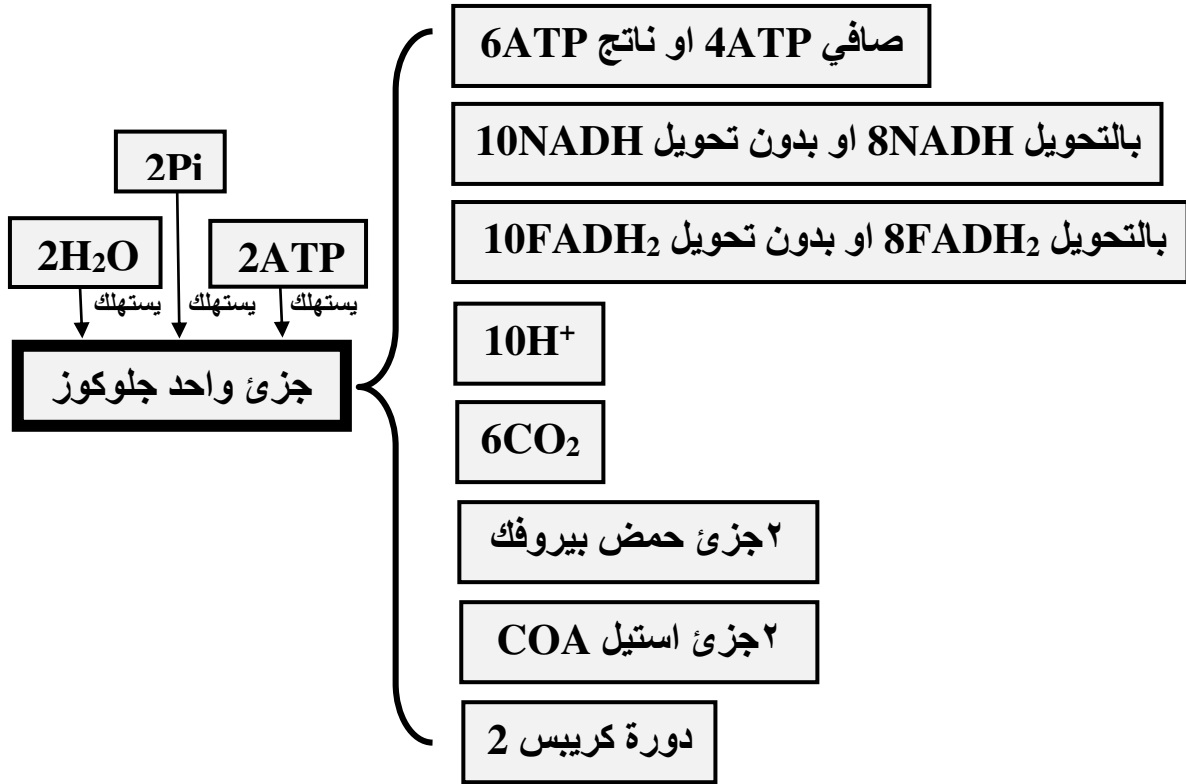 صافي 4ATP او ناتج 6ATP
بالتحويل 8NADH او بدون تحويل 10NADH
بالتحويل 8FADH₂ او بدون تحويل 10FADH₂
10H⁺
6CO₂
٢جزئ حمض بيروفك
٢جزئ استيل COA
دورة كريبس 2
2Pi
2H₂O
2ATP
يستهلك
يستهلك
يستهلك
جزئ واحد جلوكوز